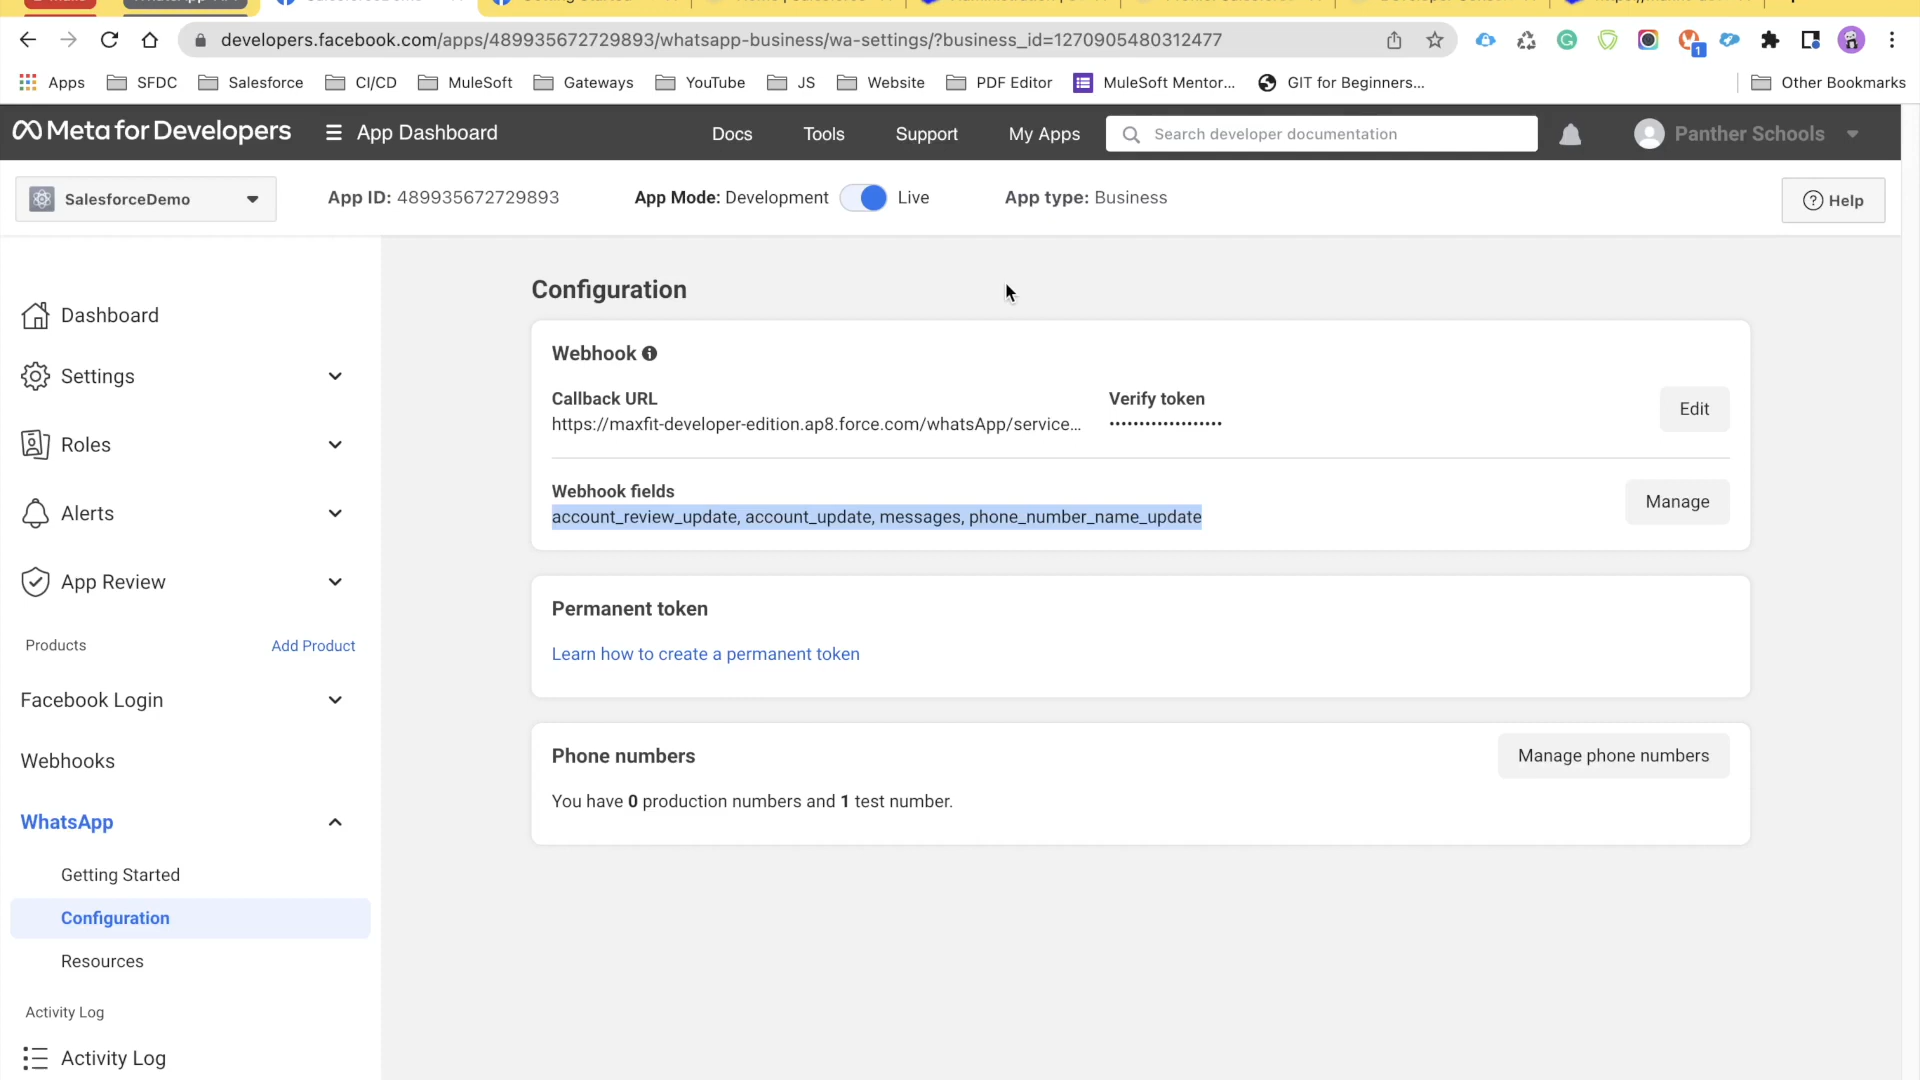 developers.facebook.com/apps/489935672729893/whatsapp-business/wa-settings/?business_id=1270905480312477
1
Apps SFDC Salesforce CI/CD MuleSoft Gateways YouTube JS Website PDF Editor MuleSoft Mentor... GIT for Beginners... Other Bookmarks
Meta for Developers App Dashboard Docs Tools Support My Apps Search developer documentation Panther Schools
SalesforceDemo App ID: 489935672729893 App Mode: Development Live App type: Business Help
Dashboard
Settings
Roles
Alerts
App Review
Products Add Product
Facebook Login
Webhooks
WhatsApp
Getting Started
Configuration
Resources
Activity Log
Activity Log
Configuration
Webhook
Callback URL Verify token
https://maxfit-developer-edition.ap8.force.com/whatsApp/service... ••••••••••••••••••• Edit
Webhook fields
account_review_update, account_update, messages, phone_number_name_update Manage
Permanent token
Learn how to create a permanent token
Phone numbers Manage phone numbers
You have 0 production numbers and 1 test number.